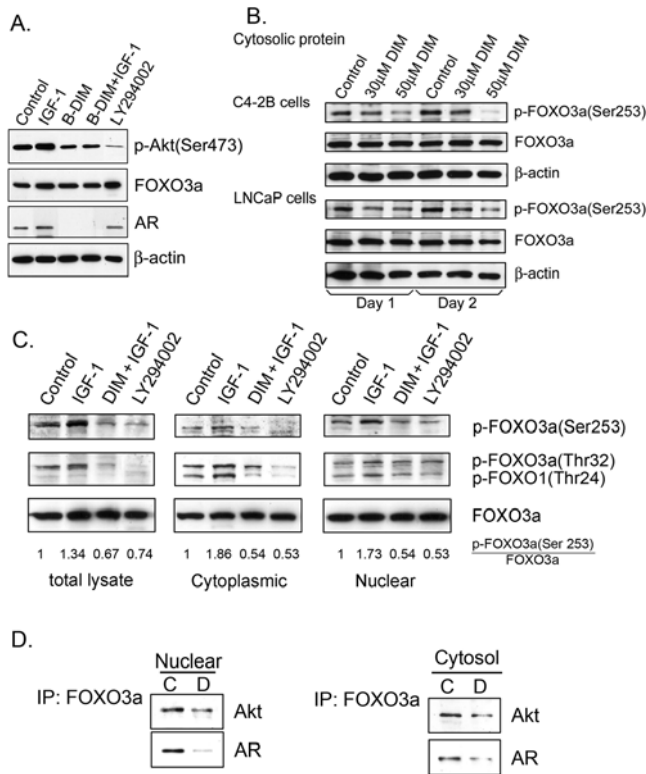 A.
Control
IGF-1
B-DIM
B-DIM+IGF-1
LY294002
p-Akt(Ser473)
FOXO3a
AR
β-actin
B.
Cytosolic protein
Control
30µM DIM
50µM DIM
Control
30µM DIM
50µM DIM
C4-2B cells
p-FOXO3a(Ser253)
FOXO3a
β-actin
LNCaP cells
p-FOXO3a(Ser253)
FOXO3a
β-actin
Day 1 Day 2
C.
Control
IGF-1
DIM+IGF-1
LY294002
Control
IGF-1
DIM+IGF-1
LY294002
Control
IGF-1
DIM+IGF-1
LY294002
p-FOXO3a(Ser253)
p-FOXO3a(Thr32)
p-FOXO1(Thr24)
FOXO3a
1 1.34 0.67 0.74 1 1.86 0.54 0.53 1 1.73 0.54 0.53
p-FOXO3a(Ser 253)
FOXO3a
total lysate Cytoplasmic Nuclear
D.
Nuclear
C D
IP: FOXO3a
Akt
AR
Cytosol
C D
IP: FOXO3a
Akt
AR